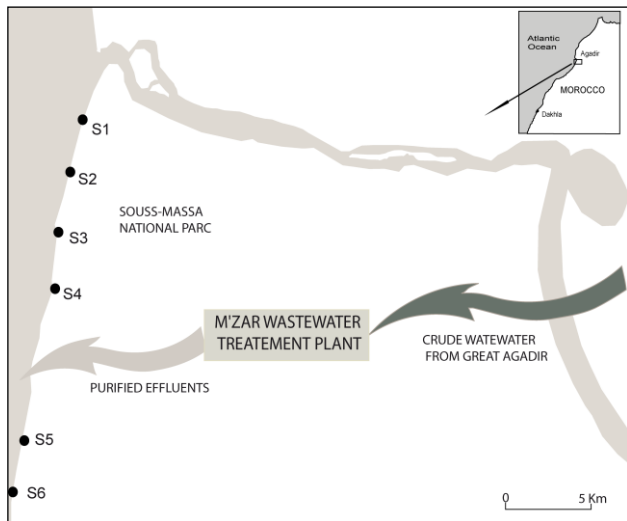 Atlantic
Ocean
Agadir
MOROCCO
Dakhla
S1
S2
SOUSS-MASSA
NATIONAL PARC
S3
S4
M'ZAR WASTEWATER
TREATEMENT PLANT
CRUDE WATEWATER
FROM GREAT AGADIR
PURIFIED EFFLUENTS
S5
S6
0 5 Km